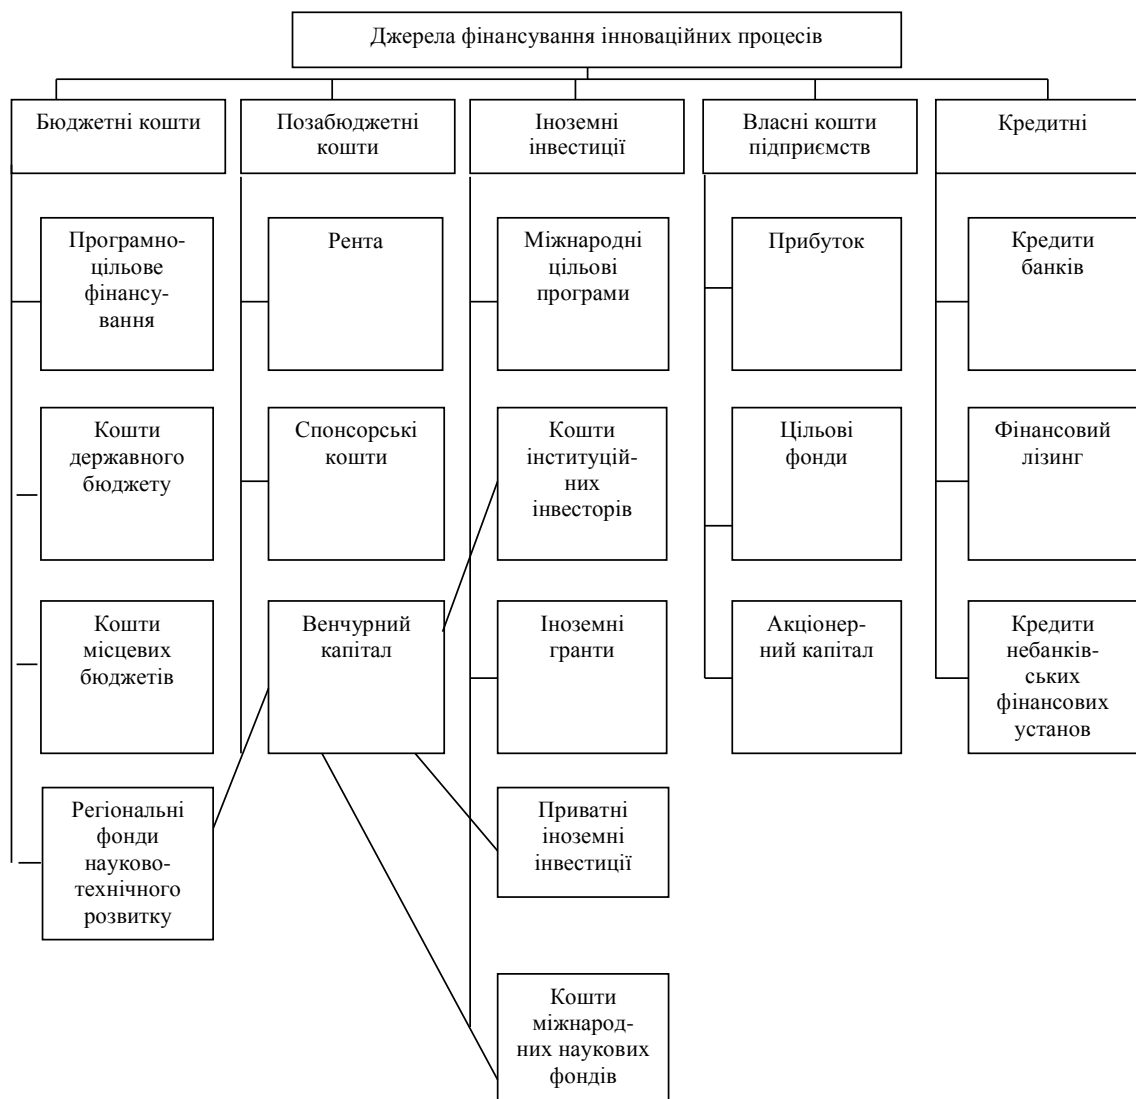 Джерела фінансування інноваційних процесів
Бюджетні кошти
Позабюджетні
кошти
Іноземні
інвестиції
Власні кошти
підприємств
Кредитні
Програмно-
цільове
фінансу-
вання
Рента
Міжнародні
цільові
програми
Прибуток
Кредити
банків
Кошти
державного
бюджету
Спонсорські
кошти
Кошти
інституцій-
них
інвесторів
Цільові
фонди
Фінансовий
лізинг
Кошти
місцевих
бюджетів
Венчурний
капітал
Іноземні
гранти
Акціонер-
ний капітал
Кредити
небанків-
ських
фінансових
установ
Регіональні
фонди
науково-
технічного
розвитку
Приватні
іноземні
інвестиції
Кошти
міжнарод-
них наукових
фондів